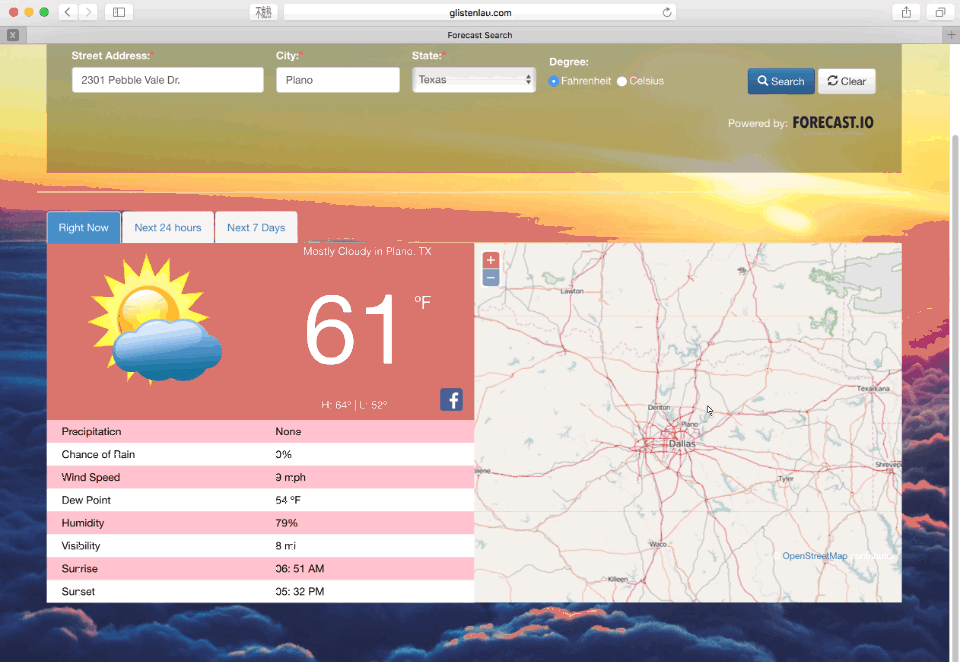 不酷
glistenlau.com
X
Forecast Search
+
Street Address:*
City:*
State:*
Degree:
2301 Pebble Vale Dr.
Plano
Texas
Fahrenheit
Celsius
Search
Clear
Powered by: FORECAST.IO
Right Now
Next 24 hours
Next 7 Days
Mostly Cloudy in Plano, TX
61 °F
H: 64° | L: 52°
f
Precipitation None
Chance of Rain 0%
Wind Speed 9 mph
Dew Point 54 °F
Humidity 79%
Visibility 8 mi
Sunrise 06: 51 AM
Sunset 05: 32 PM
+
−
Lawton
Texarkana
Denton
Plano
Dallas
Tyler
Waco
OpenStreetMap
Killeen